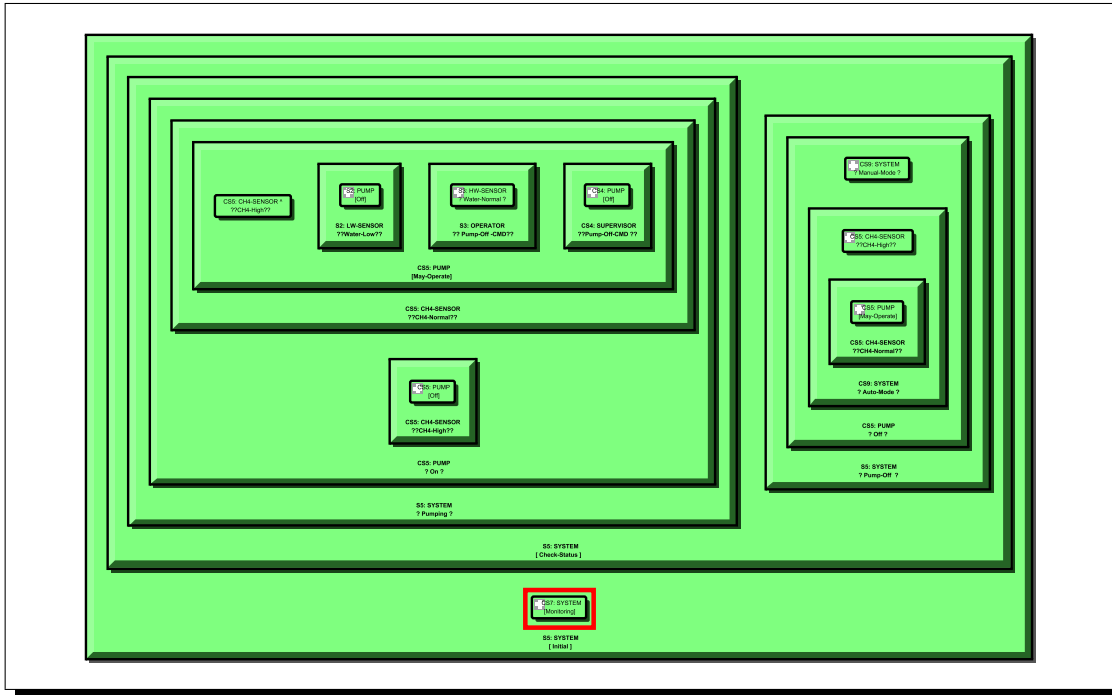 CS5: CH4-SENSOR ^
??CH4-High??
S2: PUMP
[Off]
S2: LW-SENSOR
??Water-Low??
S3: HW-SENSOR
? Water-Normal ?
S3: OPERATOR
?? Pump-Off -CMD??
CS4: PUMP
[Off]
CS4: SUPERVISOR
??Pump-Off-CMD ??
CS5: PUMP
[May-Operate]
CS5: CH4-SENSOR
??CH4-Normal??
CS5: PUMP
[Off]
CS5: CH4-SENSOR
??CH4-High??
CS5: PUMP
? On ?
S5: SYSTEM
? Pumping ?
CS9: SYSTEM
? Manual-Mode ?
CS5: CH4-SENSOR
??CH4-High??
CS5: PUMP
[May-Operate]
CS5: CH4-SENSOR
??CH4-Normal??
CS9: SYSTEM
? Auto-Mode ?
CS5: PUMP
? Off ?
S5: SYSTEM
? Pump-Off ?
S5: SYSTEM
[ Check-Status ]
CS7: SYSTEM
[Monitoring]
S5: SYSTEM
[ Initial ]